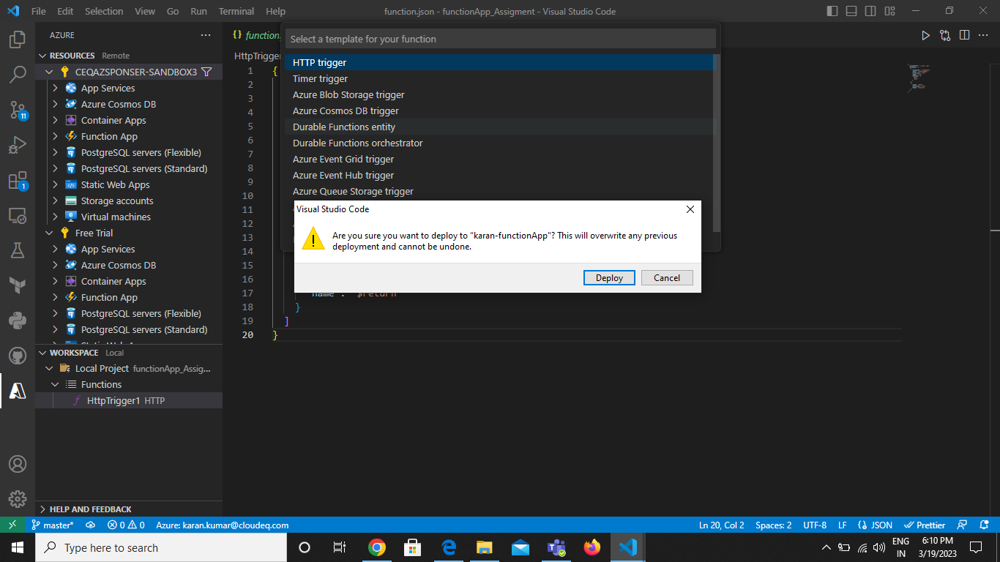 File Edit Selection View Go Run Terminal Help
function.json - functionApp_Assigment - Visual Studio Code
AZURE
RESOURCES Remote
CEQAZSPONSER-SANDBOX3
App Services
Azure Cosmos DB
Container Apps
Function App
PostgreSQL servers (Flexible)
PostgreSQL servers (Standard)
Static Web Apps
Storage accounts
Virtual machines
Free Trial
App Services
Azure Cosmos DB
Container Apps
Function App
PostgreSQL servers (Flexible)
PostgreSQL servers (Standard)
WORKSPACE Local
Local Project functionApp_Assig...
Functions
HttpTrigger1 HTTP
HELP AND FEEDBACK
11
1
{} function
HttpTrigger
Select a template for your function
HTTP trigger
Timer trigger
Azure Blob Storage trigger
Azure Cosmos DB trigger
Durable Functions entity
Durable Functions orchestrator
Azure Event Grid trigger
Azure Event Hub trigger
Azure Queue Storage trigger
Visual Studio Code
Are you sure you want to deploy to "karan-functionApp"? This will overwrite any previous
deployment and cannot be undone.
Deploy Cancel
1 {
2
3
4
5
6
7
8
9
10
11
12
13
14
15
16
17 "name": "$return"
18 }
19 ]
20 }
master* 0 0 Azure: karan.kumar@cloudeq.com Ln 20, Col 2 Spaces: 2 UTF-8 LF {} JSON Prettier
Type here to search
ENG
IN
6:10 PM
3/19/2023